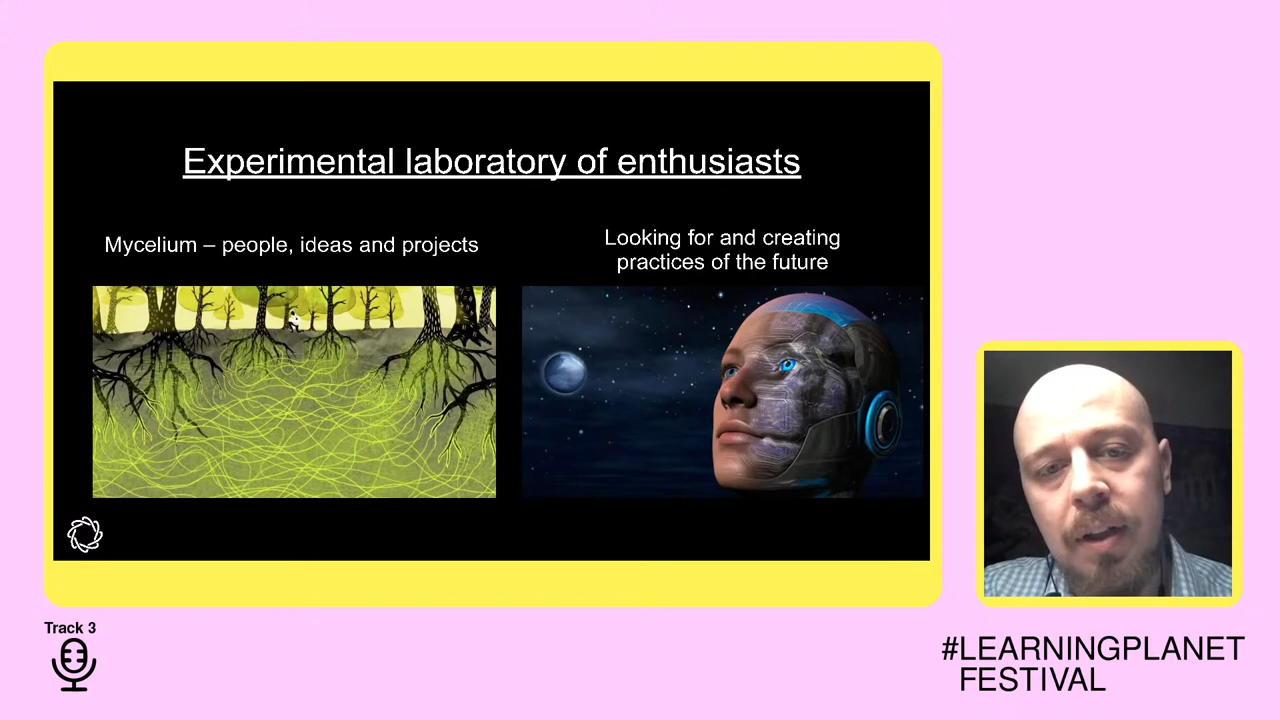 Experimental laboratory of enthusiasts
Mycelium – people, ideas and projects
Looking for and creating
practices of the future
Track 3
#LEARNINGPLANET
FESTIVAL